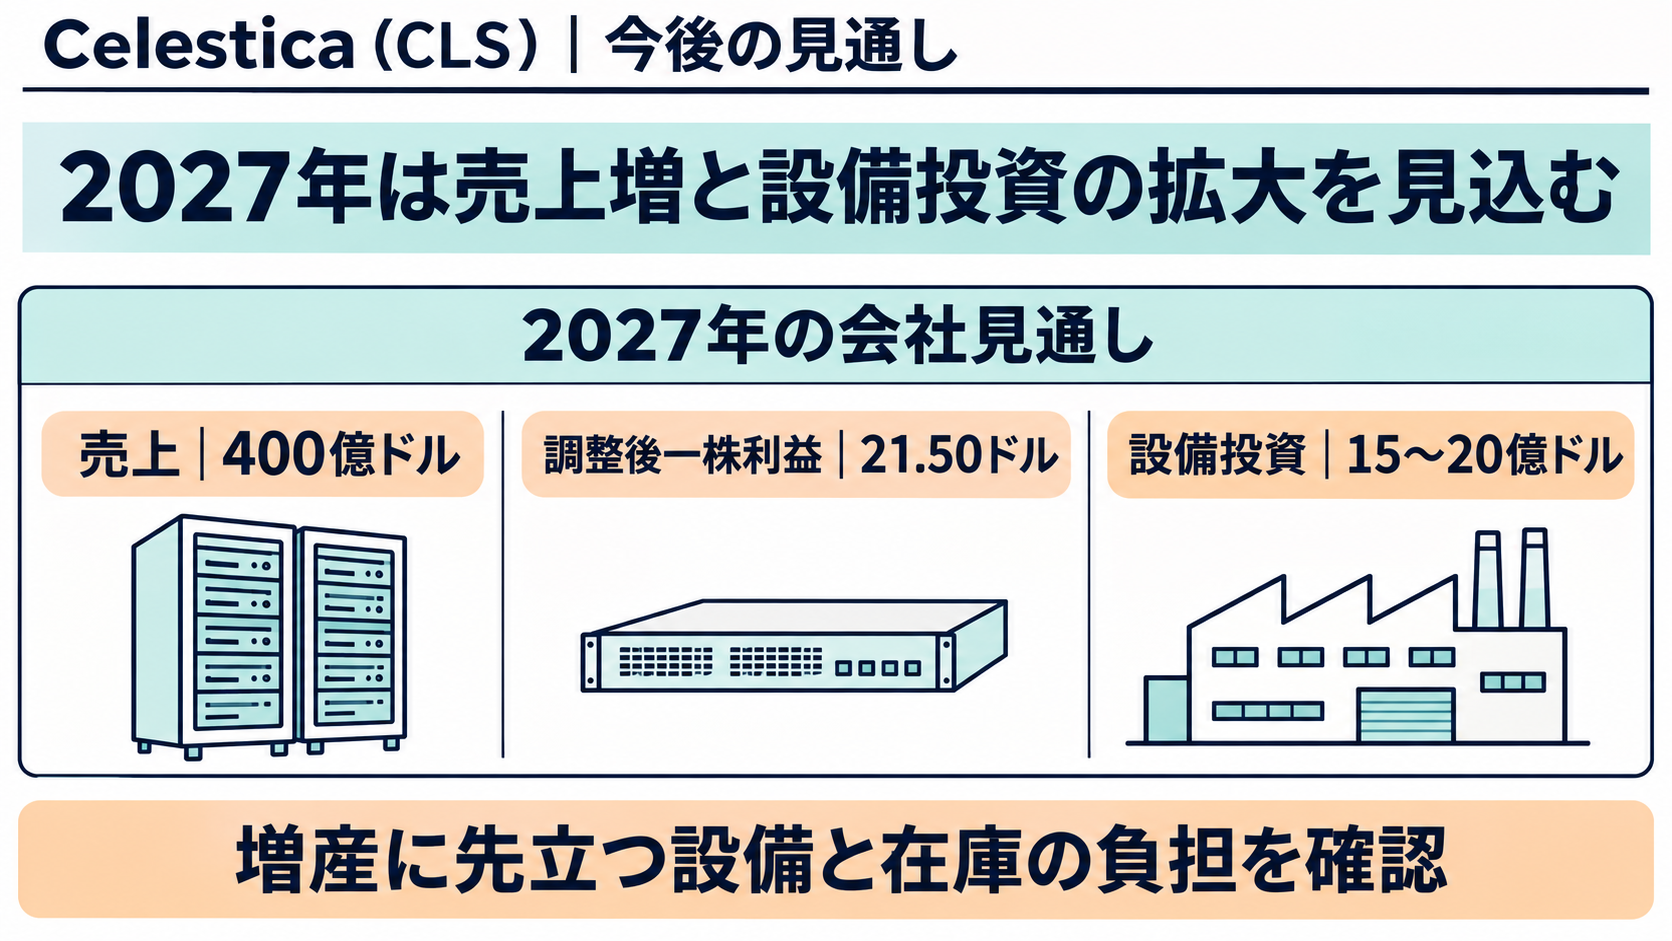 Celestica（CLS）｜今後の見通し
2027年は売上増と設備投資の拡大を見込む
2027年の会社見通し
売上｜400億ドル
調整後一株利益｜21.50ドル
設備投資｜15～20億ドル
増産に先立つ設備と在庫の負担を確認